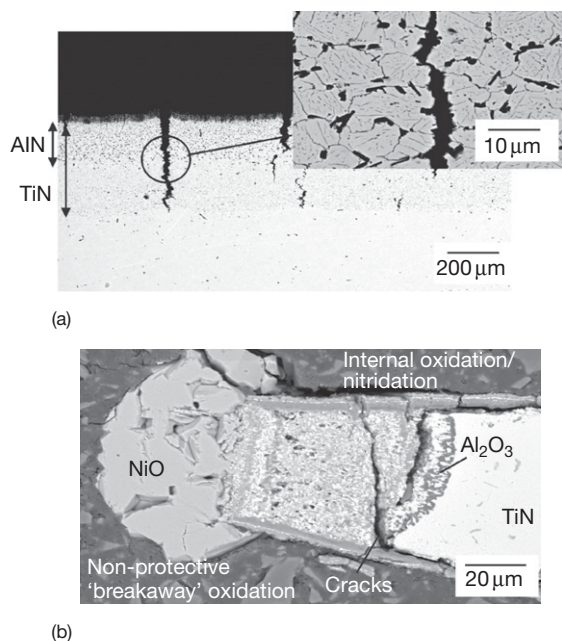 AlN
TiN
10 μm
200 μm
(a)
Internal oxidation/
nitridation
NiO
Al₂O₃
TiN
Non-protective
'breakaway' oxidation
Cracks
20 μm
(b)